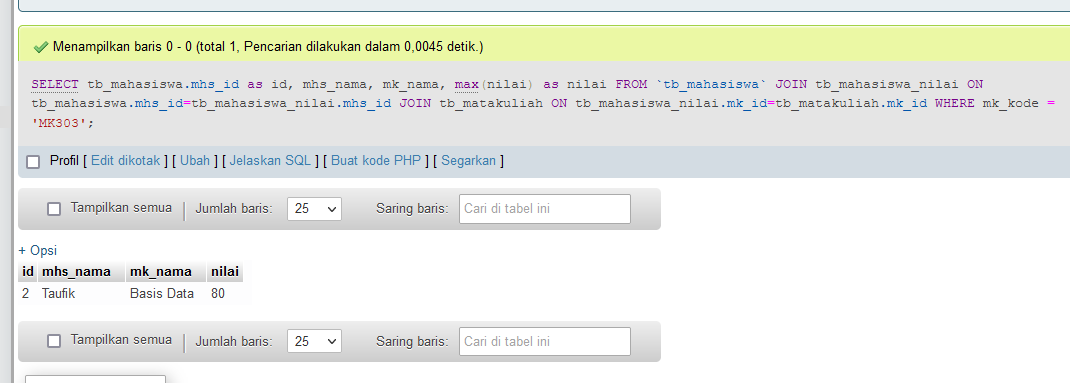 Menampilkan baris 0 - 0 (total 1, Pencarian dilakukan dalam 0,0045 detik.)
SELECT tb_mahasiswa.mhs_id as id, mhs_nama, mk_nama, max(nilai) as nilai FROM `tb_mahasiswa` JOIN tb_mahasiswa_nilai ON
tb_mahasiswa.mhs_id=tb_mahasiswa_nilai.mhs_id JOIN tb_matakuliah ON tb_mahasiswa_nilai.mk_id=tb_matakuliah.mk_id WHERE mk_kode =
'MK303';
Profil [ Edit dikotak ] [ Ubah ] [ Jelaskan SQL ] [ Buat kode PHP ] [ Segarkan ]
Tampilkan semua | Jumlah baris: 25 Saring baris: Cari di tabel ini
+ Opsi
id mhs_nama mk_nama nilai
2 Taufik Basis Data 80
Tampilkan semua | Jumlah baris: 25 Saring baris: Cari di tabel ini